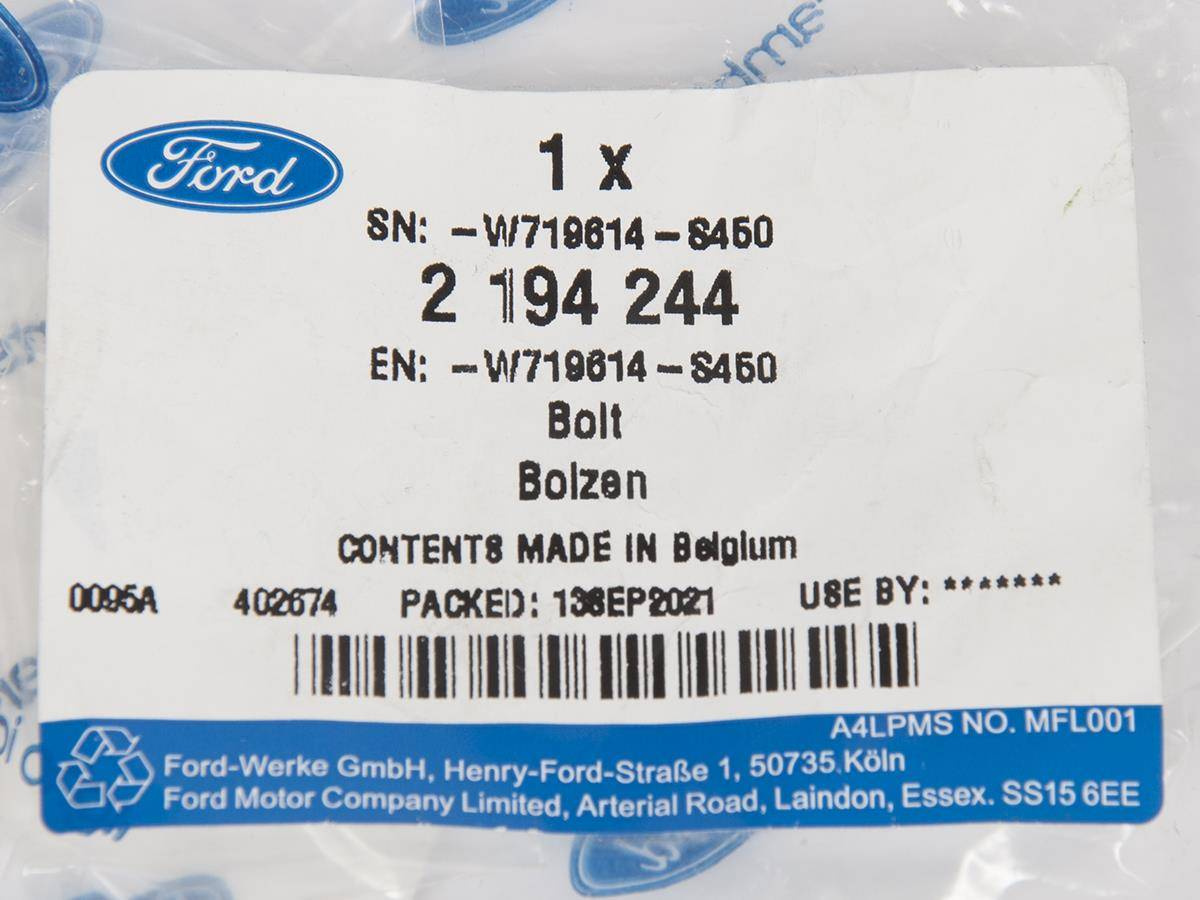 Ford
1 x
SN: -W719614-S450
2 194 244
EN: -W719614-S450
Bolt
Bolzen
CONTENTS MADE IN Belgium
0095A 402674 PACKED: 13SEP2021 USE BY: *******
A4LPMS NO. MFL001
Ford-Werke GmbH, Henry-Ford-Straße 1, 50735 Köln
Ford Motor Company Limited, Arterial Road, Laindon, Essex. SS15 6EE